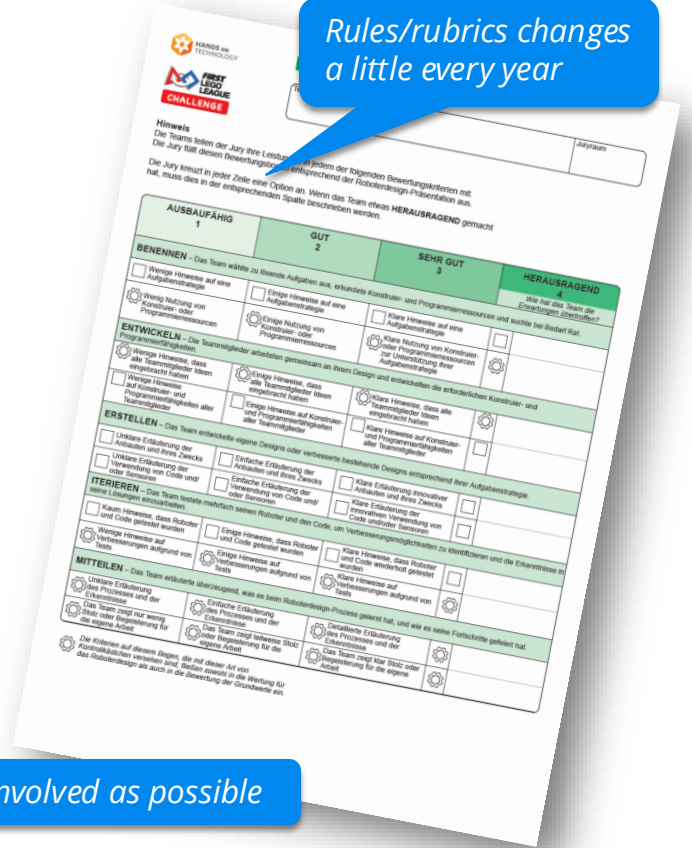 Rules/rubrics changes
a little every year
HANDS on
TECHNOLOGY
FIRST
LEGO
LEAGUE
CHALLENGE
Juryraum
Hinweis
Die Teams teilen der Jury ihre in jedem der folgenden Bewertungskriterien mit.
Die Jury füllt diesen entsprechend der Roboterdesign-Präsentation aus.
Die Jury kreuzt in jeder Zeile eine Option an. Wenn das Team etwas HERAUSRAGEND gemacht
hat, muss dies in der entsprechenden Spalte beschrieben werden.
AUSBAUFÄHIG
1
GUT
2
SEHR GUT
3
HERAUSRAGEND
4
Wie hat das Team die
Erwartungen übertroffen?
BENENNEN – Das Team wählte zu lösende Aufgaben aus, erkundete Konstruier- und Programmierressourcen und suchte bei Bedarf Rat.
Wenige Hinweise auf eine
Aufgabenstrategie
Einige Hinweise auf eine
Aufgabenstrategie
Klare Hinweise auf eine
Aufgabenstrategie
Wenig Nutzung von
Konstruier- oder
Programmierressourcen
Einige Nutzung von
Konstruier- oder
Programmierressourcen
Klare Nutzung von Konstruier-
oder Programmierressourcen
zur Unterstützung ihrer
Aufgabenstrategie
ENTWICKELN – Die Teammitglieder arbeiteten gemeinsam an ihrem Design und entwickelten die erforderlichen Konstruier- und
Programmierfähigkeiten.
Wenige Hinweise, dass
alle Teammitglieder Ideen
eingebracht haben
Einige Hinweise, dass
alle Teammitglieder Ideen
eingebracht haben
Klare Hinweise, dass alle
Teammitglieder Ideen
eingebracht haben
Wenige Hinweise
auf Konstruier- und
Programmierfähigkeiten aller
Teammitglieder
Einige Hinweise auf Konstruier-
und Programmierfähigkeiten
aller Teammitglieder
Klare Hinweise auf Konstruier-
und Programmierfähigkeiten
aller Teammitglieder
ERSTELLEN – Das Team entwickelte eigene Designs oder verbesserte bestehende Designs entsprechend ihrer Aufgabenstrategie.
Unklare Erläuterung der
Anbauten und ihres Zwecks
Einfache Erläuterung der
Anbauten und ihres Zwecks
Klare Erläuterung innovativer
Anbauten und ihres Zwecks
Unklare Erläuterung der
Verwendung von Code und/
oder Sensoren
Einfache Erläuterung der
Verwendung von Code und/
oder Sensoren
Klare Erläuterung der
innovativen Verwendung von
Code und/oder Sensoren
ITERIEREN – Das Team testete mehrfach seinen Roboter und den Code, um Verbesserungsmöglichkeiten zu identifizieren und die Erkenntnisse in
seine Lösungen einzuarbeiten.
Kaum Hinweise, dass Roboter
und Code getestet wurden
Einige Hinweise, dass Roboter
und Code getestet wurden
Klare Hinweise, dass Roboter
und Code wiederholt getestet
wurden
Wenige Hinweise auf
Verbesserungen aufgrund von
Tests
Einige Hinweise auf
Verbesserungen aufgrund von
Tests
Klare Hinweise auf
Verbesserungen aufgrund von
Tests
MITTEILEN – Das Team erläuterte überzeugend, was es beim Roboterdesign-Prozess gelernt hat, und wie es seine Fortschritte gefeiert hat.
Unklare Erläuterung
des Prozesses und der
Erkenntnisse
Einfache Erläuterung
des Prozesses und der
Erkenntnisse
Detaillierte Erläuterung
des Prozesses und der
Erkenntnisse
Das Team zeigt nur wenig
Stolz oder Begeisterung für
die eigene Arbeit
Das Team zeigt teilweise Stolz
oder Begeisterung für die
eigene Arbeit
Das Team zeigt klar Stolz oder
Begeisterung für die eigene
Arbeit
Die Kriterien auf diesem Bogen, die mit dieser Art von
Kontrollkästchen versehen sind, fließen sowohl in die Wertung für
das Roboterdesign als auch in die Bewertung der Grundwerte ein.
nvolved as possible